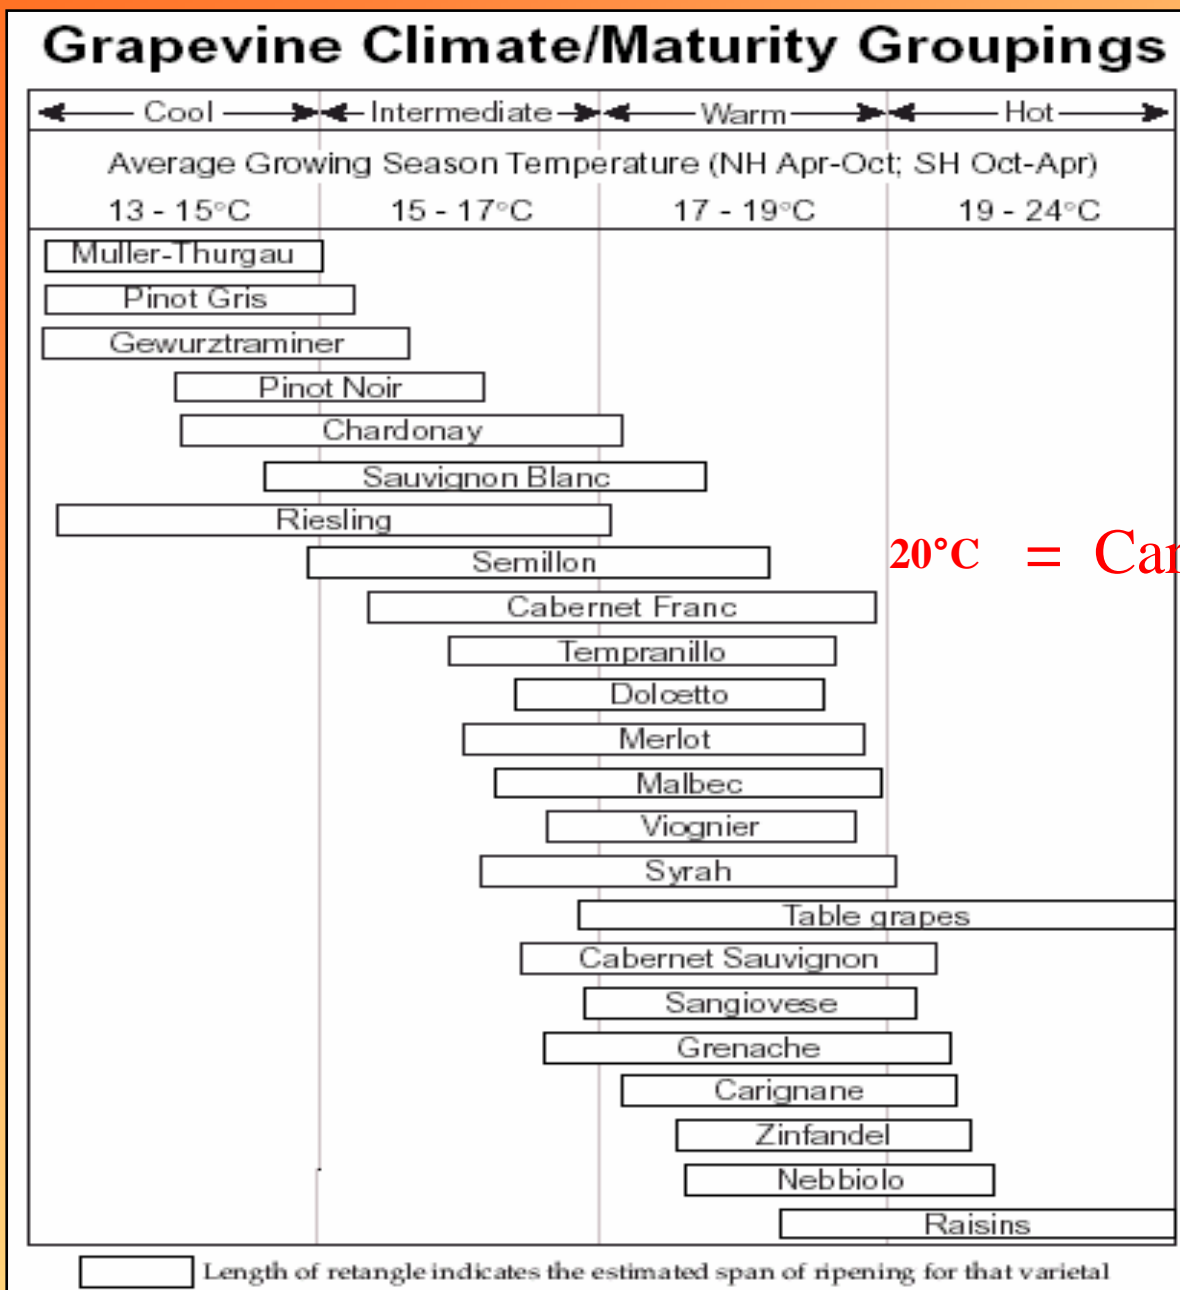 Grapevine Climate/Maturity Groupings
Cool Intermediate Warm Hot
Average Growing Season Temperature (NH Apr-Oct; SH Oct-Apr)
13 - 15°C 15 - 17°C 17 - 19°C 19 - 24°C
Muller-Thurgau
Pinot Gris
Gewurztraminer
Pinot Noir
Chardonay
Sauvignon Blanc
Riesling
20°C =
Semillon
Cabernet Franc
Tempranillo
Dolcetto
Merlot
Malbec
Viognier
Syrah
Table grapes
Cabernet Sauvignon
Sangiovese
Grenache
Carignane
Zinfandel
Nebbiolo
Raisins
Length of retangle indicates the estimated span of ripening for that varietal